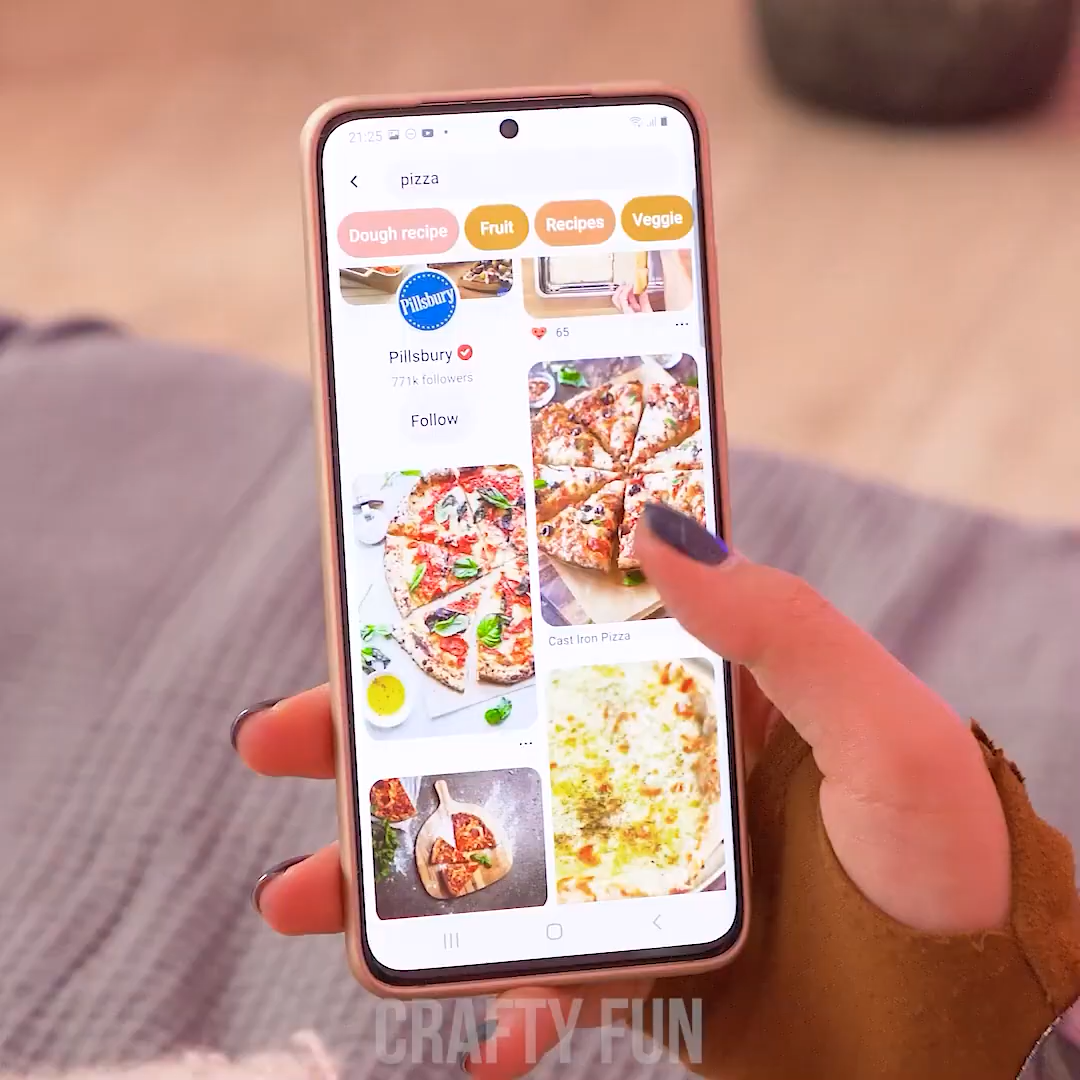 21:25
pizza
Dough recipe
Fruit
Recipes
Veggie
Pillsbury
65
Pillsbury
771k followers
Follow
Cast Iron Pizza
CRAFTY FUN